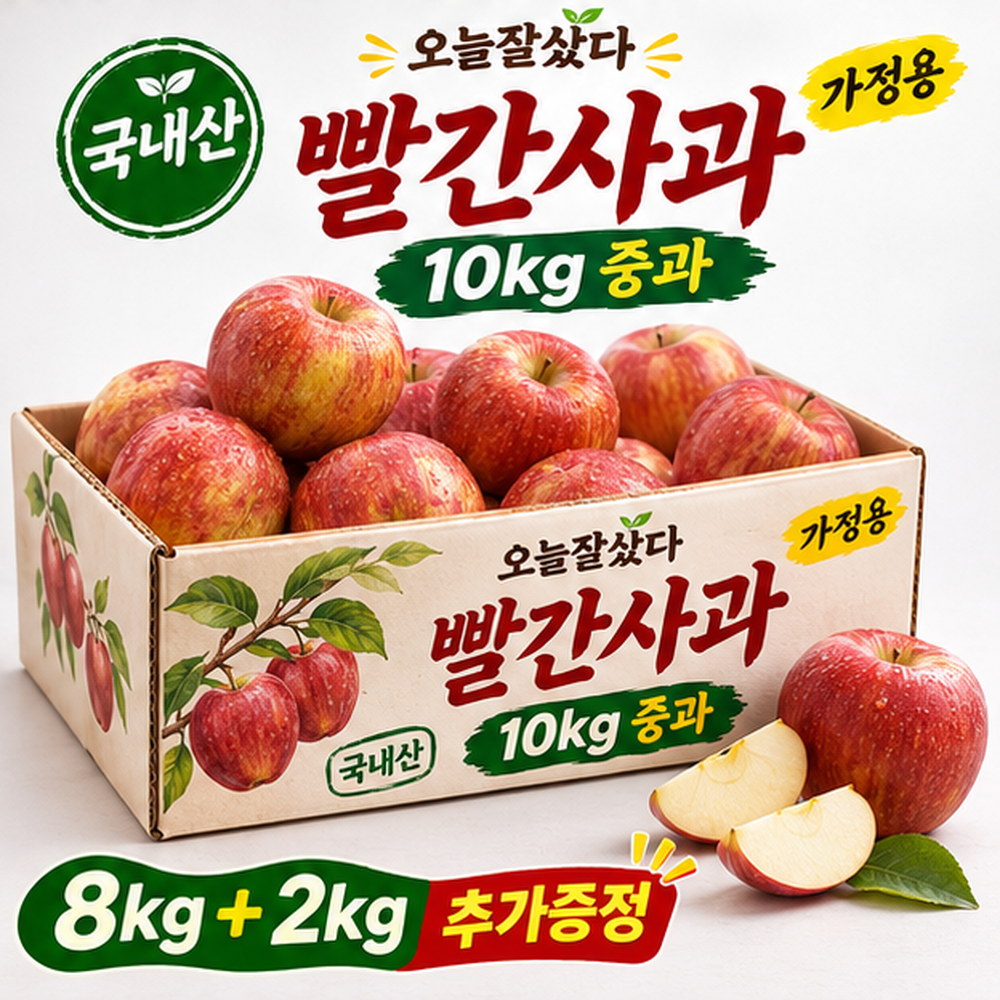 오늘잘샀다
국내산
빨간사과
가정용
10kg 중과
오늘잘샀다
가정용
빨간사과
10kg 중과
국내산
8kg + 2kg 추가증정